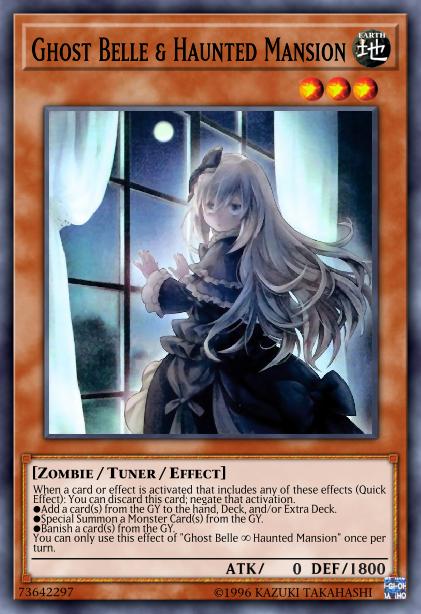 GHOST BELLE & HAUNTED MANSION
EARTH
地
[ZOMBIE / TUNER / EFFECT]
When a card or effect is activated that includes any of these effects (Quick
Effect): You can discard this card; negate that activation.
●Add a card(s) from the GY to the hand, Deck, and/or Extra Deck.
●Special Summon a Monster Card(s) from the GY.
●Banish a card(s) from the GY.
You can only use this effect of "Ghost Belle ∞ Haunted Mansion" once per
turn.
ATK/ 0 DEF/1800
73642297
©1996 KAZUKI TAKAHASHI